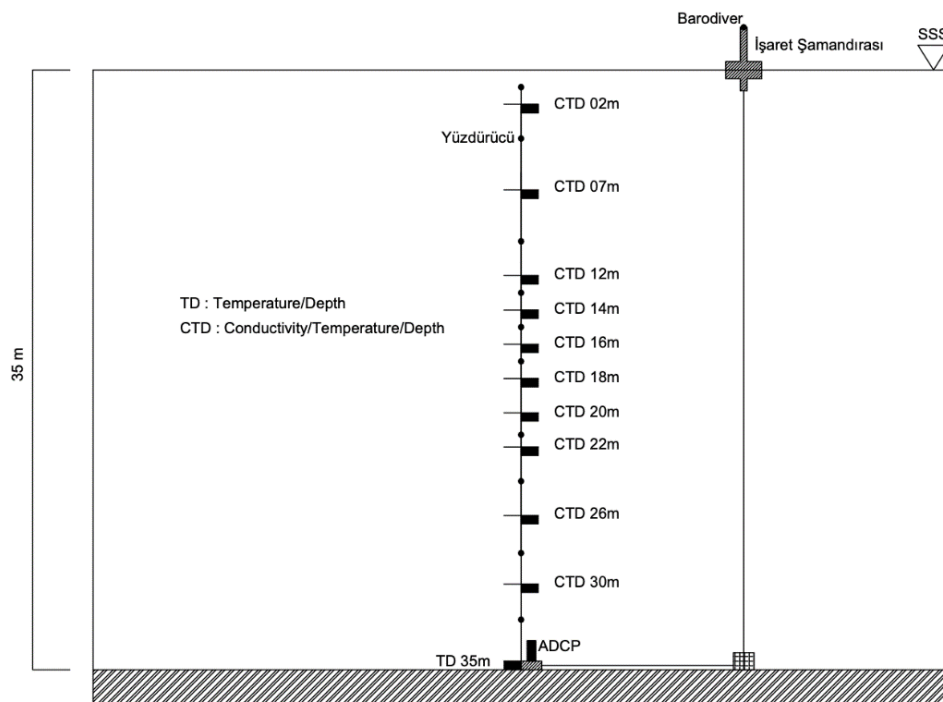 Barodiver
İşaret Şamandırası
SSS
CTD 02m
Yüzdürücü
CTD 07m
CTD 12m
TD : Temperature/Depth
CTD 14m
CTD : Conductivity/Temperature/Depth
CTD 16m
35 m
CTD 18m
CTD 20m
CTD 22m
CTD 26m
CTD 30m
ADCP
TD 35m